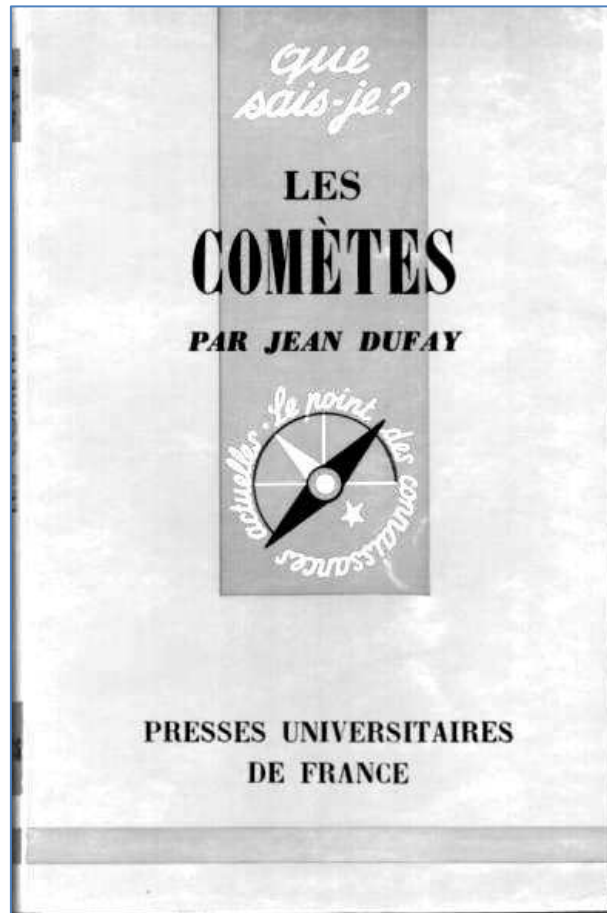 que
sais-je?
LES
COMÈTES
PAR JEAN DUFAY
Le point des connaissances actuelles.
PRESSES UNIVERSITAIRES
DE FRANCE